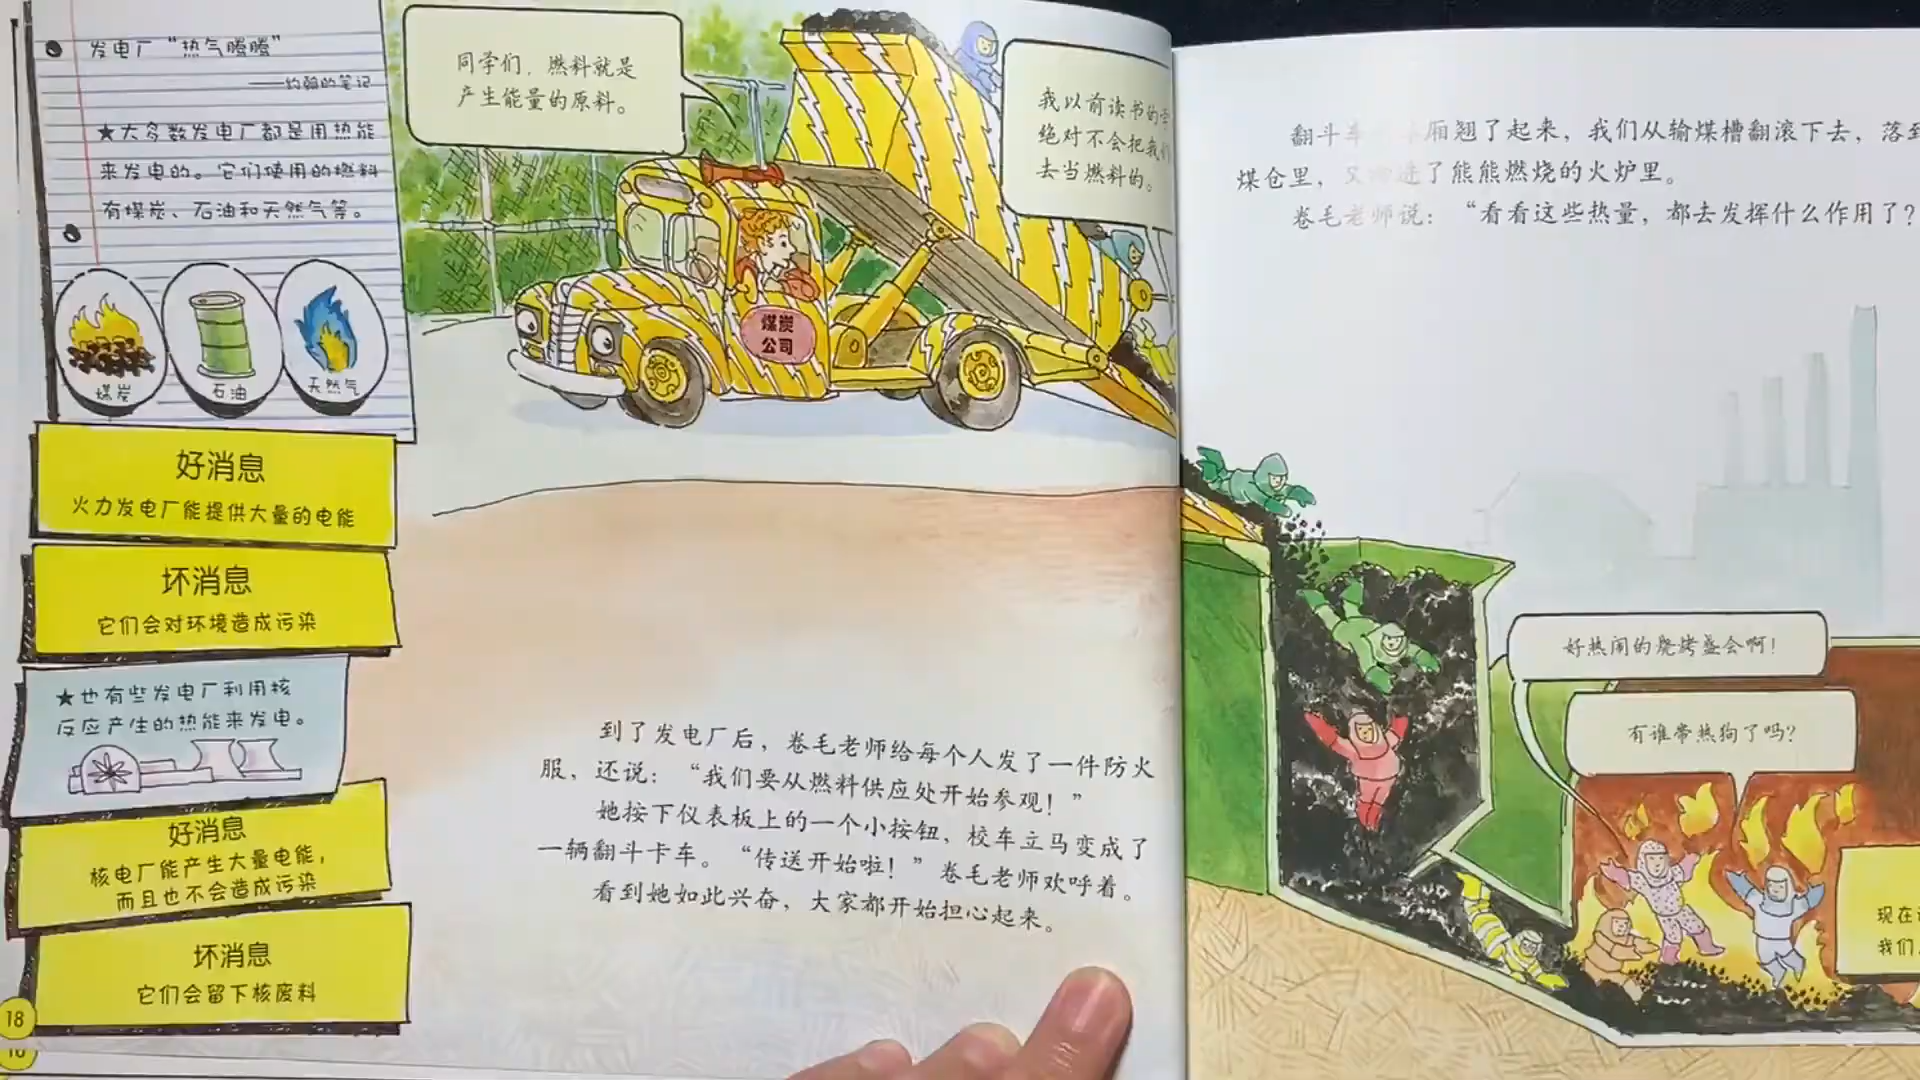 发电厂“热气腾腾”
——约翰的笔记
★大多数发电厂都是用热能
来发电的。它们使用的燃料
有煤炭、石油和天然气等。
煤炭
石油
天然气
好消息
火力发电厂能提供大量的电能
坏消息
它们会对环境造成污染
★也有些发电厂利用核
反应产生的热能来发电。
好消息
核电厂能产生大量电能，
而且也不会造成污染
坏消息
它们会留下核废料
18
16
同学们，燃料就是
产生能量的原料。
我以前读书的
绝对不会把我
去当燃料的。
煤炭
公司
到了发电厂后，卷毛老师给每个人发了一件防火
服，还说：“我们要从燃料供应处开始参观！”
她按下仪表板上的一个小按钮，校车立马变成了
一辆翻斗卡车。“传送开始啦！”卷毛老师欢呼着。
看到她如此兴奋，大家都开始担心起来。
翻斗车 厢翘了起来，我们从输煤槽翻滚下去，落到
煤仓里，又 进了熊熊燃烧的火炉里。
卷毛老师说：“看看这些热量，都去发挥什么作用了？
好热闹的烧烤盛会啊！
有谁带热狗了吗？
现在
我们